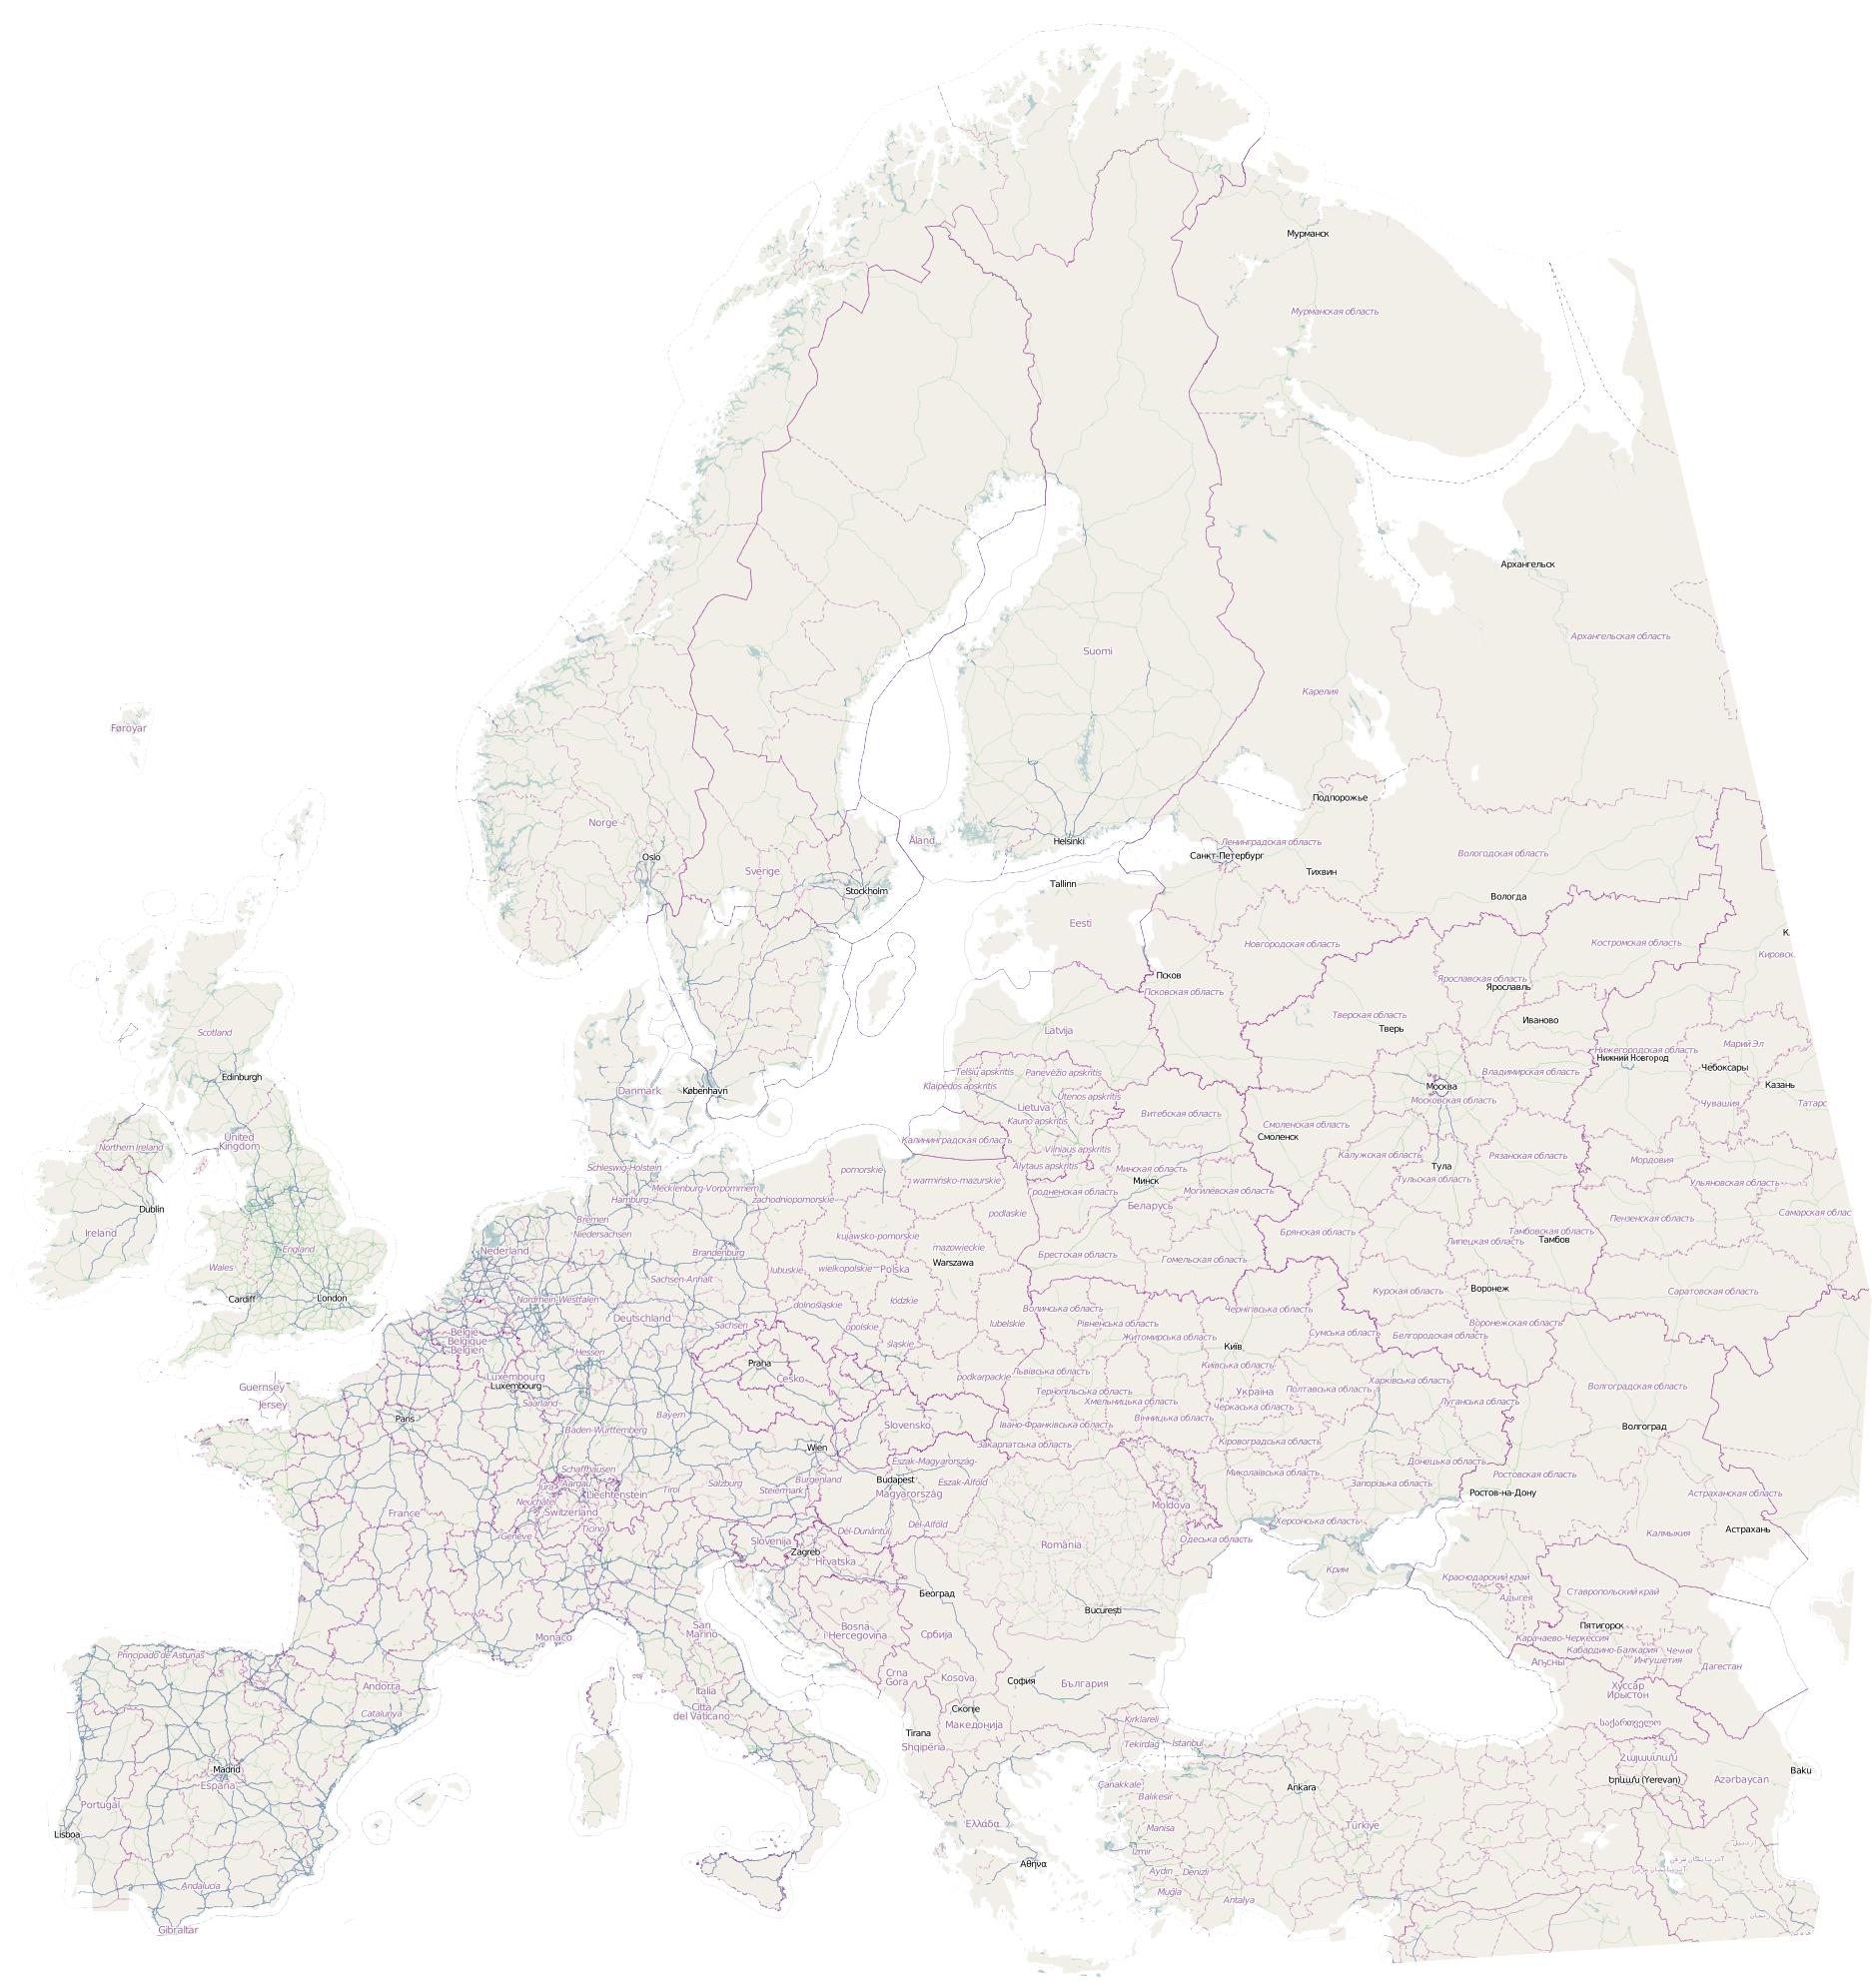 Мурманск
Мурманская область
Архангельск
Архангельская область
Suomi
Карелия
Føroyar
Подпорожье
Norge
Åland
Helsinki
Ленинградская область
Санкт-Петербург
Вологодская область
Oslo
Sverige
Тихвин
Stockholm
Tallinn
Вологда
Eesti
К.
Новгородская область
Костромская область
Кировск.
Псков
Псковская область
Ярославская область
Ярославль
Тверская область
Тверь
Иваново
Scotland
Latvija
Марий Эл
Нижегородская область
Нижний Новгород
Чебоксары
Edinburgh
Telšių apskritis
Panevėžio apskritis
Владимирская область
Казань
Danmark
København
Klaipėdos apskritis
Utenos apskritis
Москва
Московская область
Чувашия
Татарс
Lietuva
Kauno apskritis
Витебская область
Смоленская область
Смоленск
Northern Ireland
United
Kingdom
Калининградская область
Vilniaus apskritis
Alytaus apskritis
Калужская область
Рязанская область
Мордовия
Schleswig-Holstein
pomorskie
warmińsko-mazurskie
Минская область
Минск
Тула
Тульская область
Ульяновская область
Mecklenburg-Vorpommern
Hamburg
zachodniopomorskie
Гродненская область
Могилёвская область
Беларусь
Dublin
podlaskie
Самарская облас
Bremen
Niedersachsen
Пензенская область
Ireland
kujawsko-pomorskie
Брянская область
Тамбовская область
Тамбов
Липецкая область
England
Nederland
Brandenburg
mazowieckie
Брестская область
Гомельская область
Wales
lubuskie
wielkopolskie
Polska
Warszawa
Sachsen-Anhalt
Cardiff
London
Nordrhein-Westfalen
Воронеж
Курская область
Саратовская область
dolnośląskie
łódzkie
Волинська область
Чернігівська область
Deutschland
Sachsen
opolskie
lubelskie
Рівненська область
Житомирська область
Сумська область
Белгородская область
Воронежская область
België
Belgique
Belgien
Hessen
śląskie
Київ
Київська область
Praha
Česko
podkarpackie
Львівська область
Luxembourg
Luxembourg
Харківська область
Guernsey
Jersey
Тернопільська область
Хмельницька область
Україна
Полтавська область
Волгоградская область
Saarland
Черкаська область
Луганська область
Paris
Bayern
Slovensko
Івано-Франківська область
Вінницька область
Волгоград
Baden-Württemberg
Закарпатська область
Кіровоградська область
Wien
Észak-Magyarország
Донецька область
Schaffhausen
Aargau
Jura
Liechtenstein
Salzburg
Burgenland
Steiermark
Tirol
Budapest
Észak-Alföld
Magyarország
Миколаївська область
Запорізька область
Ростовская область
Ростов-на-Дону
Астраханская область
Neuchâtel
Switzerland
Moldova
France
Genève
Ticino
Dél-Dunántúl
Dél-Alföld
Херсонська область
Астрахань
Калмыкия
Slovenija
Zagreb
Hrvatska
România
Одеська область
Крим
Краснодарский край
Адыгея
Ставропольский край
Београд
București
Пятигорск
Monaco
San
Marino
Bosna
i Hercegovina
Србија
Карачаево-Черкессия
Кабардино-Балкария
Чечня
Ингушетия
Дагестан
Principado de Asturias
Andorra
Crna
Gora
Kosova
София
България
Аҧсны
Хуссар
Ирыстон
Italia
Città
del Vaticano
Catalunya
Скопје
Македонија
Kırklareli
Tekirdağ
İstanbul
საქართველო
Tirana
Shqipëria
Հայաստան
Երևան (Yerevan)
Azərbaycan
Baku
Madrid
España
Portugal
Lisboa
Çanakkale
Balıkesir
Ankara
Ελλάδα
Manisa
Türkiye
İzmir
Αθήνα
Aydın
Denizli
Muğla
Antalya
Andalucía
Gibraltar
اردبیل
گیلان